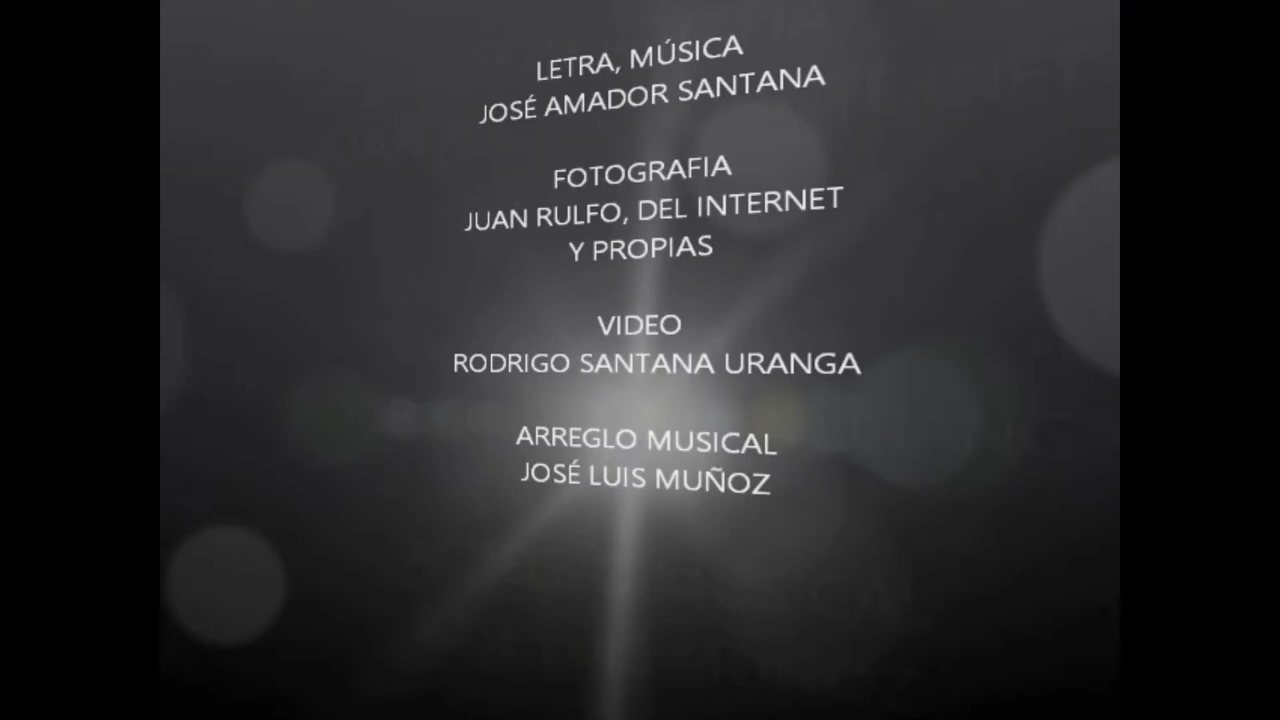 LETRA, MÚSICA
JOSÉ AMADOR SANTANA
FOTOGRAFIA
JUAN RULFO, DEL INTERNET
Y PROPIAS
VIDEO
RODRIGO SANTANA URANGA
ARREGLO MUSICAL
JOSÉ LUIS MUÑOZ